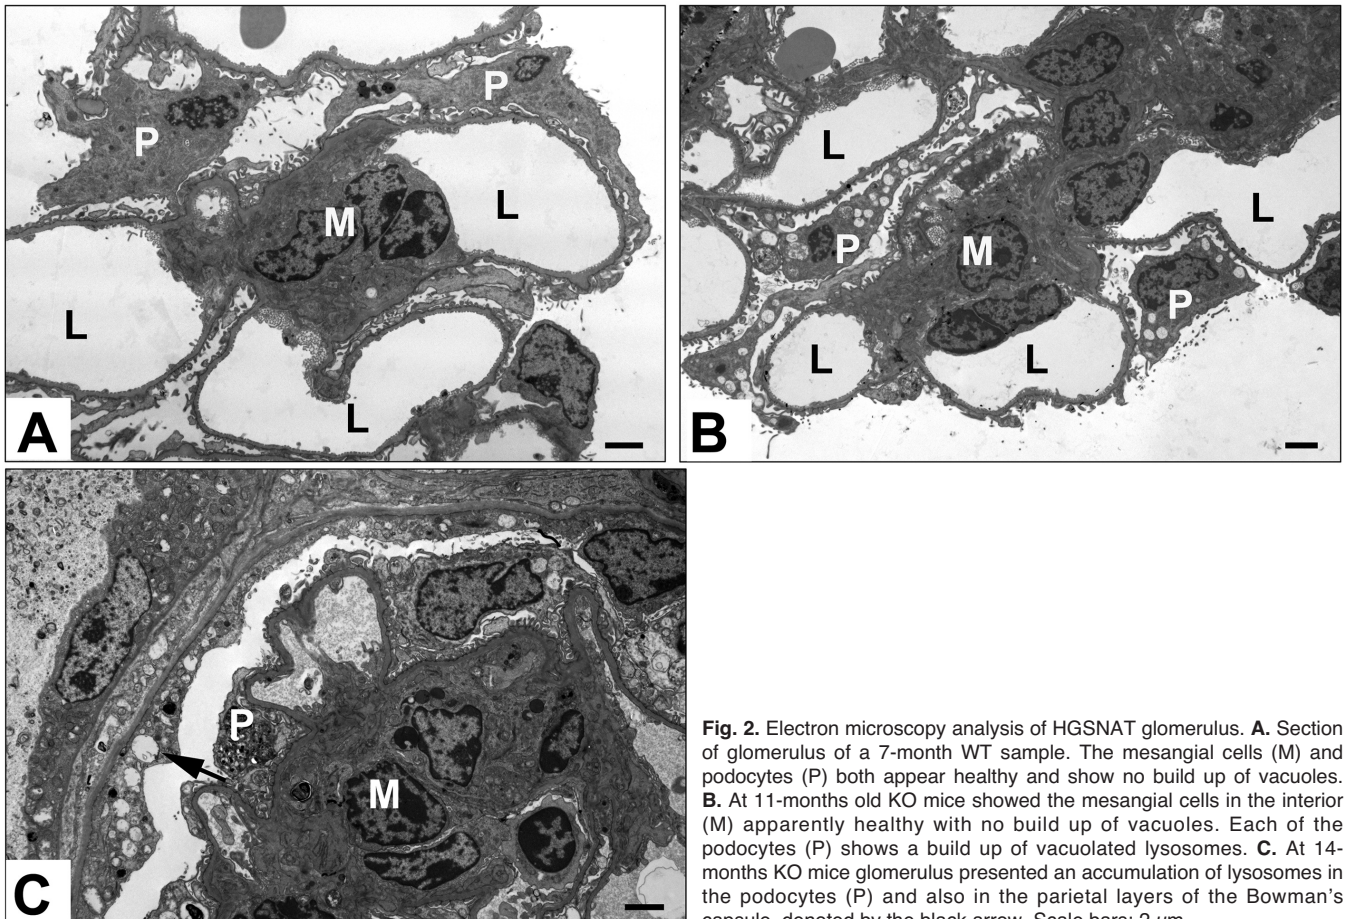 P
P
M
L
L
L
A
L
P
M
L
P
L
L
B
P
M
C
Fig. 2. Electron microscopy analysis of HGSNAT glomerulus. A. Section
of glomerulus of a 7-month WT sample. The mesangial cells (M) and
podocytes (P) both appear healthy and show no build up of vacuoles.
B. At 11-months old KO mice showed the mesangial cells in the interior
(M) apparently healthy with no build up of vacuoles. Each of the
podocytes (P) shows a build up of vacuolated lysosomes. C. At 14-
months KO mice glomerulus presented an accumulation of lysosomes in
the podocytes (P) and also in the parietal layers of the Bowman's
capsule, denoted by the black arrow. Scale bars: 2 µm.